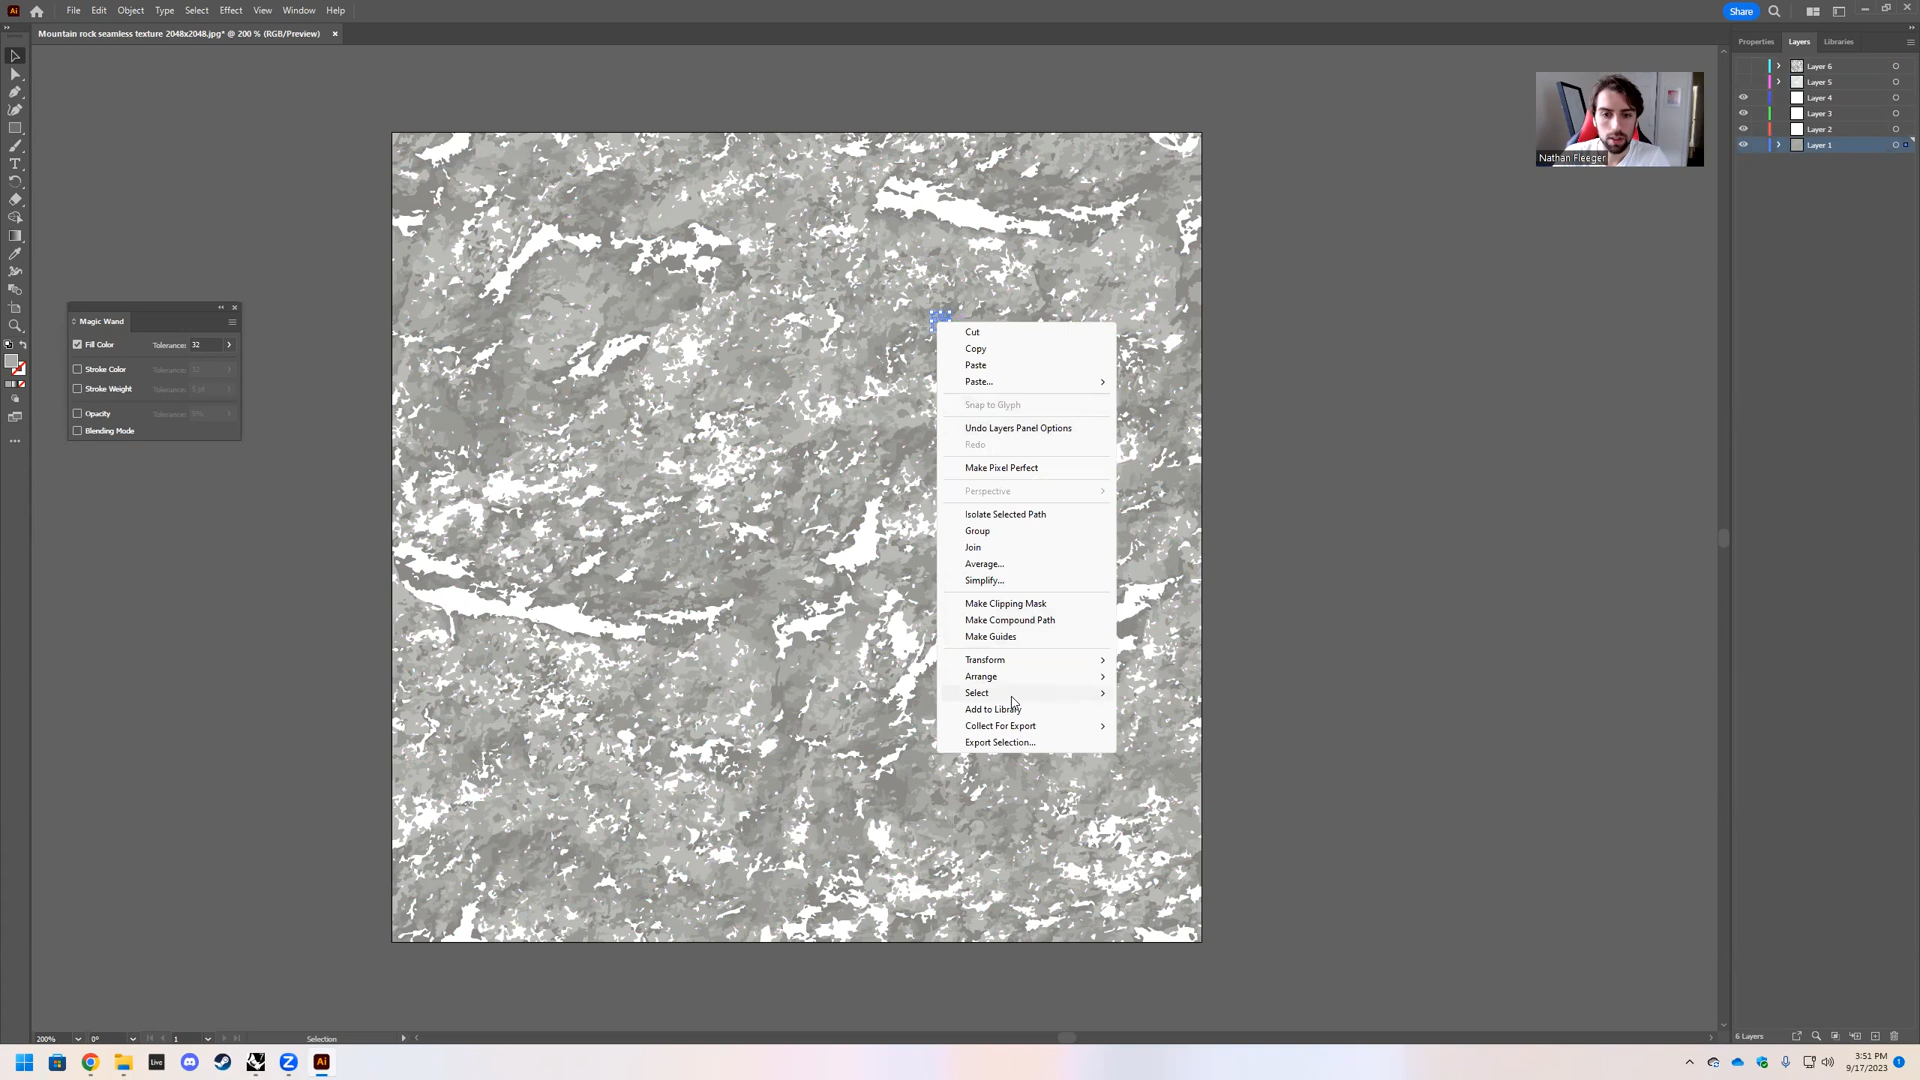 Ai
File Edit Object Type Select Effect View Window Help
Share
Mountain rock seamless texture 2048x2048.jpg* @ 200 % (RGB/Preview) ×
Properties Layers Libraries
Layer 6
Layer 5
Layer 4
Layer 3
Layer 2
Layer 1
Nathan Fleeger
Magic Wand
Fill Color Tolerance: 32
Stroke Color Tolerance: 32
Stroke Weight Tolerance: 5 pt
Opacity Tolerance: 5%
Blending Mode
Cut
Copy
Paste
Paste...
Snap to Glyph
Undo Layers Panel Options
Redo
Make Pixel Perfect
Perspective
Isolate Selected Path
Group
Join
Average...
Simplify...
Make Clipping Mask
Make Compound Path
Make Guides
Transform
Arrange
Select
Add to Library
Collect For Export
Export Selection...
200% 0° 1 Selection
6 Layers
Live
Z
Ai
3:51 PM
9/17/2023
1